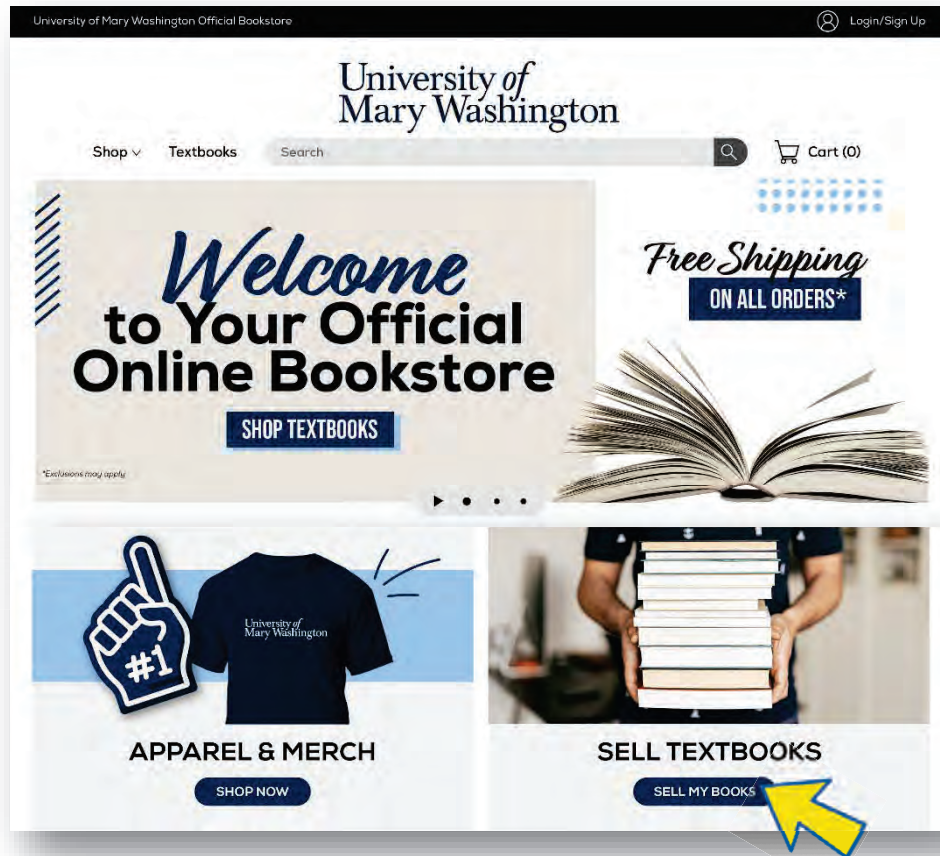 University of Mary Washington Official Bookstore
Login/Sign Up
University of
Mary Washington
Shop
Textbooks
Search
Cart (0)
Welcome
to Your Official
Online Bookstore
SHOP TEXTBOOKS
*Exclusions may apply
Free Shipping
ON ALL ORDERS*
#1
University of
Mary Washington
APPAREL & MERCH
SHOP NOW
SELL TEXTBOOKS
SELL MY BOOKS